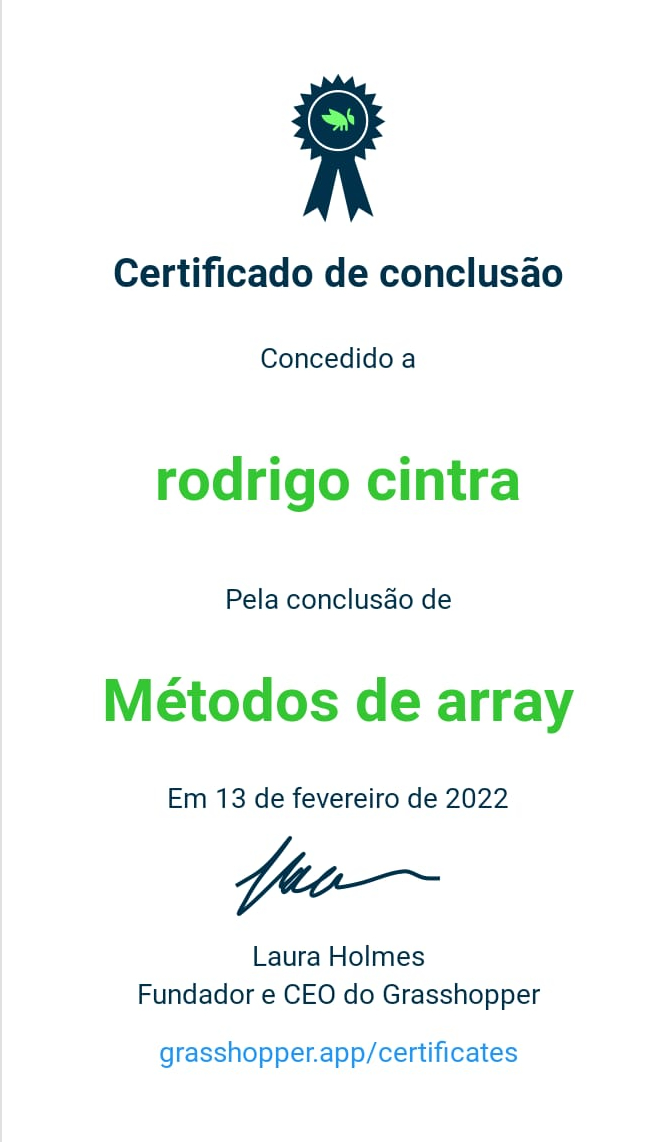 Certificado de conclusão
Concedido a
rodrigo cintra
Pela conclusão de
Métodos de array
Em 13 de fevereiro de 2022
Laura Holmes
Fundador e CEO do Grasshopper
grasshopper.app/certificates